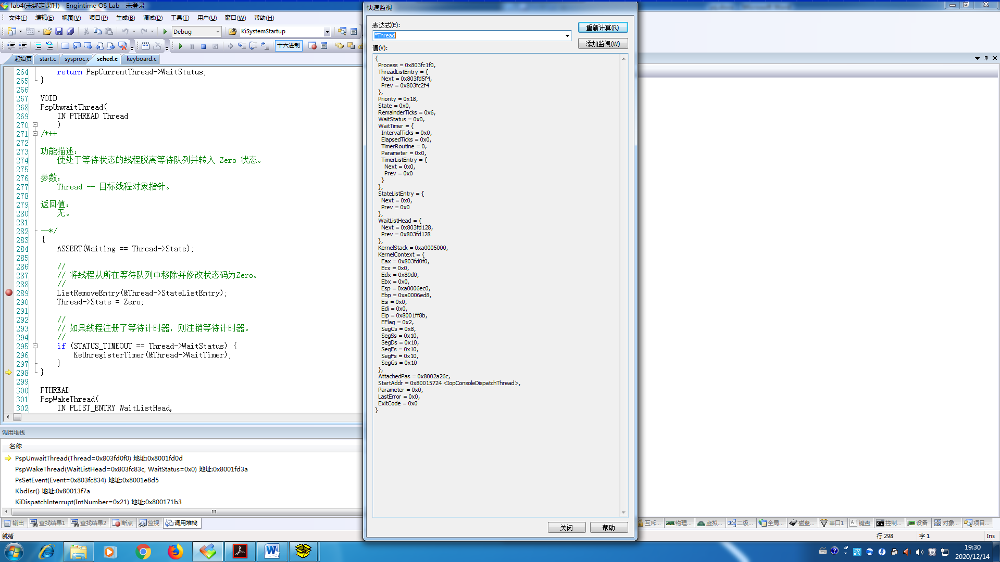 lab4(未绑定课时) - Engintime OS Lab - 未登录
文件(F) 编辑(E) 视图(V) 项目(P) 生成(B) 调试(D) 工具(T) 用户(U) 窗口(W) 帮助(H)
Debug KiSystemStartup
十六进制
起始页 start.c sysproc.c sched.c keyboard.c
264 return PspCurrentThread->WaitStatus;
265 }
266
267 VOID
268 PspUnwaitThread(
269 IN PTHREAD Thread
270 )
271 /*++
272
273 功能描述:
274 使处于等待状态的线程脱离等待队列并转入 Zero 状态。
275
276 参数:
277 Thread -- 目标线程对象指针。
278
279 返回值:
280 无。
281
282 --*/
283 {
284 ASSERT(Waiting == Thread->State);
285
286 //
287 // 将线程从所在等待队列中移除并修改状态码为Zero。
288 //
289 ListRemoveEntry(&Thread->StateListEntry);
290 Thread->State = Zero;
291
292 //
293 // 如果线程注册了等待计时器，则注销等待计时器。
294 //
295 if (STATUS_TIMEOUT == Thread->WaitStatus) {
296 KeUnregisterTimer(&Thread->WaitTimer);
297 }
298 }
299
300 PTHREAD
301 PspWakeThread(
302 IN PLIST_ENTRY WaitListHead,
调用堆栈
名称
PspUnwaitThread(Thread=0x803fd0f0) 地址:0x8001fd0d
PspWakeThread(WaitListHead=0x803fc83c, WaitStatus=0x0) 地址:0x8001fd3a
PsSetEvent(Event=0x803fc834) 地址:0x8001e8d5
KbdIsr() 地址:0x80013f7a
KiDispatchInterrupt(IntNumber=0x21) 地址:0x800171b3
输出 查找结果1 查找结果2 断点 监视 调用堆栈
就绪
快速监视
表达式(E):
*Thread
重新计算(R)
添加监视(W)
值(V):
{
Process = 0x803fc1f0,
ThreadListEntry = {
Next = 0x803fd5f4,
Prev = 0x803fc2f4
},
Priority = 0x18,
State = 0x0,
RemainderTicks = 0x6,
WaitStatus = 0x0,
WaitTimer = {
IntervalTicks = 0x0,
ElapsedTicks = 0x0,
TimerRoutine = 0,
Parameter = 0x0,
TimerListEntry = {
Next = 0x0,
Prev = 0x0
}
},
StateListEntry = {
Next = 0x0,
Prev = 0x0
},
WaitListHead = {
Next = 0x803fd128,
Prev = 0x803fd128
},
KernelStack = 0xa0005000,
KernelContext = {
Eax = 0x803fd0f0,
Ecx = 0x0,
Edx = 0x89d0,
Ebx = 0x0,
Esp = 0xa0006ec0,
Ebp = 0xa0006ed8,
Esi = 0x0,
Edi = 0x0,
Eip = 0x8001ff8b,
EFlag = 0x2,
SegCs = 0x8,
SegSs = 0x10,
SegDs = 0x10,
SegEs = 0x10,
SegFs = 0x10,
SegGs = 0x10
},
AttachedPas = 0x8002a26c,
StartAddr = 0x80015724 <IopConsoleDispatchThread>,
Parameter = 0x0,
LastError = 0x0,
ExitCode = 0x0
}
关闭 帮助
互斥... 物理... 虚拟... 二级... 全局... 磁盘... 串口1 键盘 控制... 设备 对象... 项目...
行 298 字 1 Ins
19:30
2020/12/14